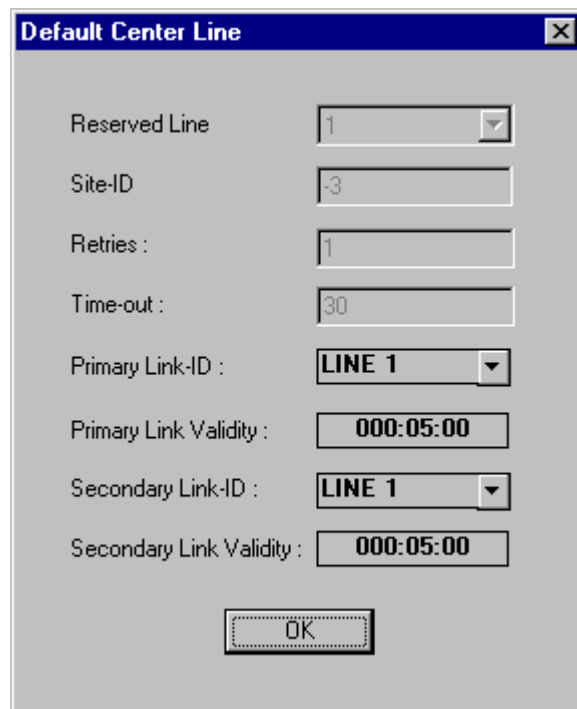 Default Center Line
Reserved Line 1
Site-ID -3
Retries : 1
Time-out : 30
Primary Link-ID : LINE 1
Primary Link Validity : 000:05:00
Secondary Link-ID : LINE 1
Secondary Link Validity : 000:05:00
OK